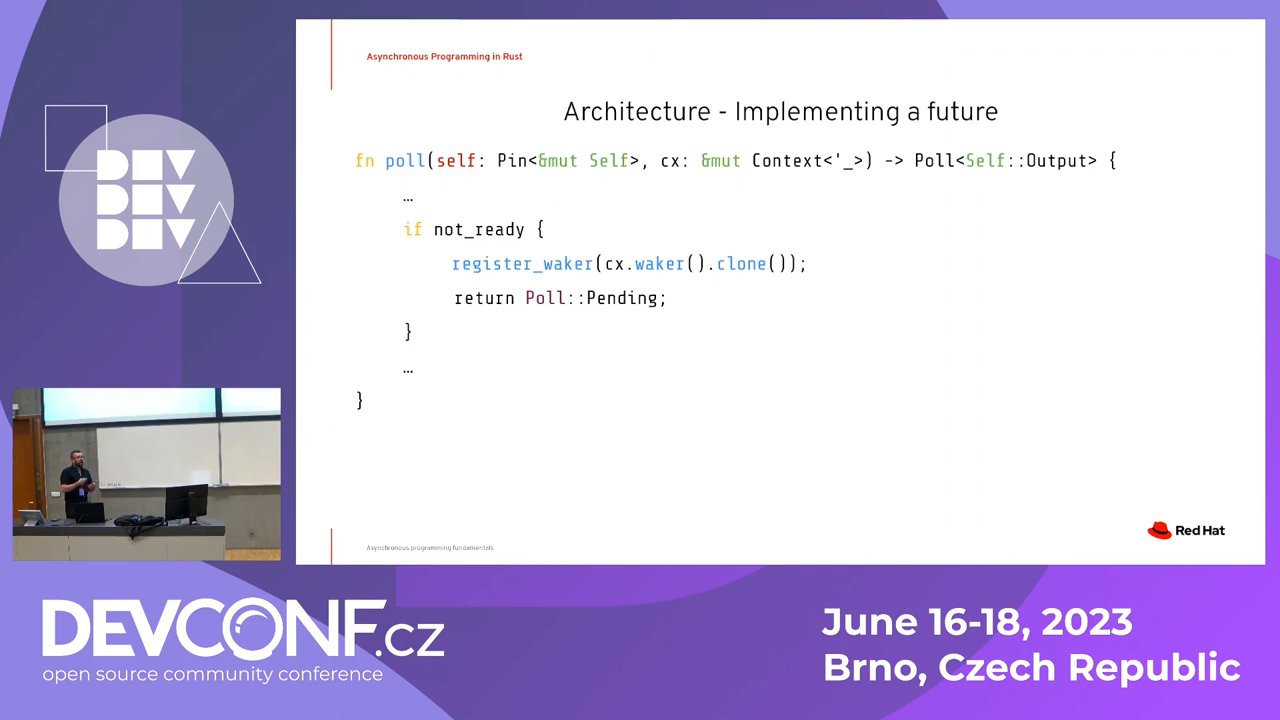 Asynchronous Programming in Rust
Architecture - Implementing a future
fn poll(self: Pin<&mut Self>, cx: &mut Context<'_>) -> Poll<Self::Output> {
…
if not_ready {
register_waker(cx.waker().clone());
return Poll::Pending;
}
…
}
Asynchronous programming fundamentals
Red Hat
DEV
DEV
DEV
DEVCONF.cz
open source community conference
June 16-18, 2023
Brno, Czech Republic